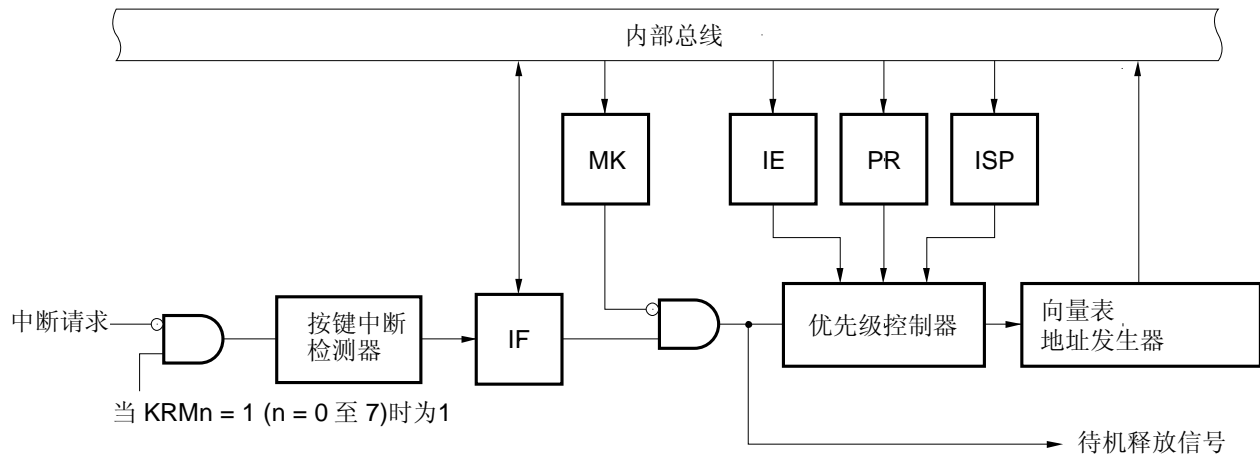 内部总线
MK
IE
PR
ISP
中断请求
按键中断
检测器
IF
优先级控制器
向量表
地址发生器
当 KRMn = 1 (n = 0 至 7)时为1
待机释放信号